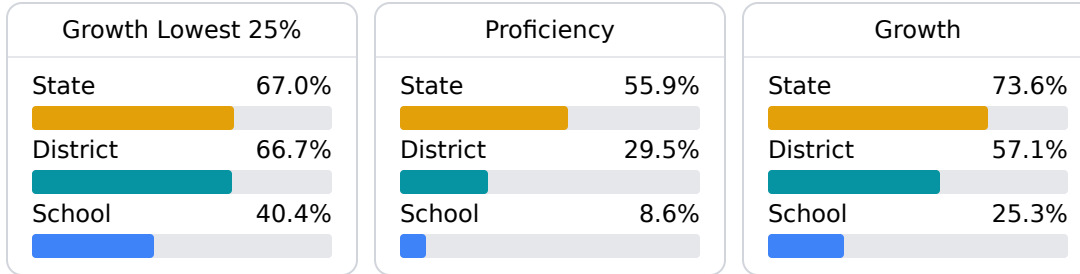 Growth Lowest 25%
State 67.0%
District 66.7%
School 40.4%
Proficiency
State 55.9%
District 29.5%
School 8.6%
Growth
State 73.6%
District 57.1%
School 25.3%